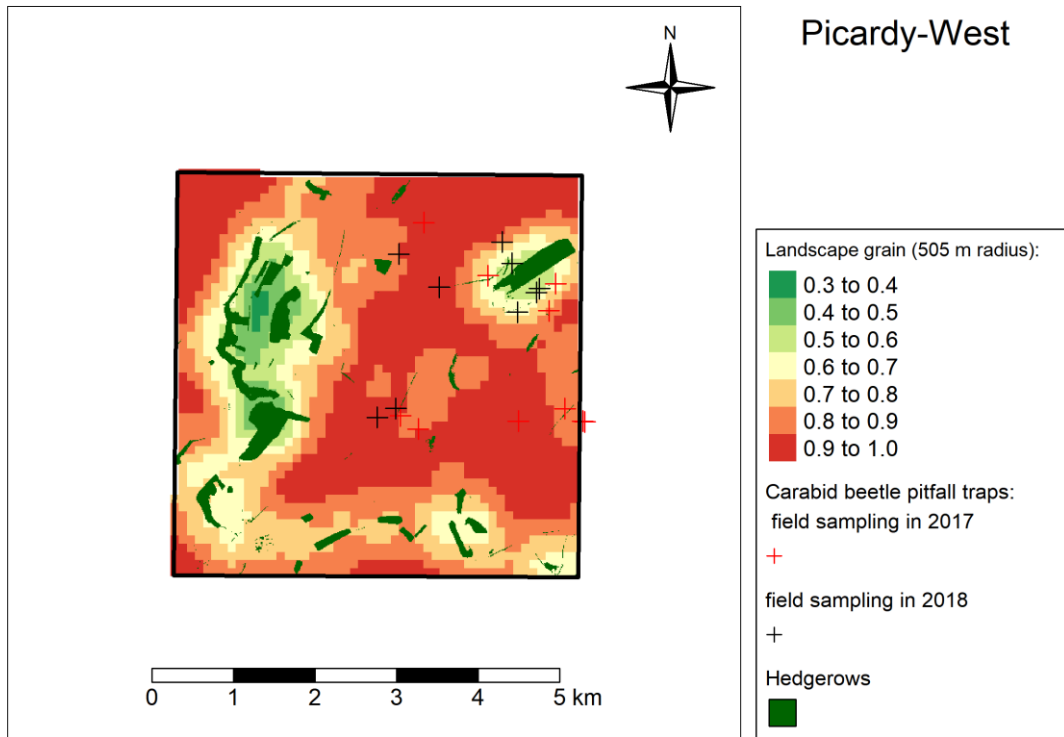 Picardy-West
N
Landscape grain (505 m radius):
0.3 to 0.4
0.4 to 0.5
0.5 to 0.6
0.6 to 0.7
0.7 to 0.8
0.8 to 0.9
0.9 to 1.0
Carabid beetle pitfall traps:
field sampling in 2017
field sampling in 2018
Hedgerows
0 1 2 3 4 5 km